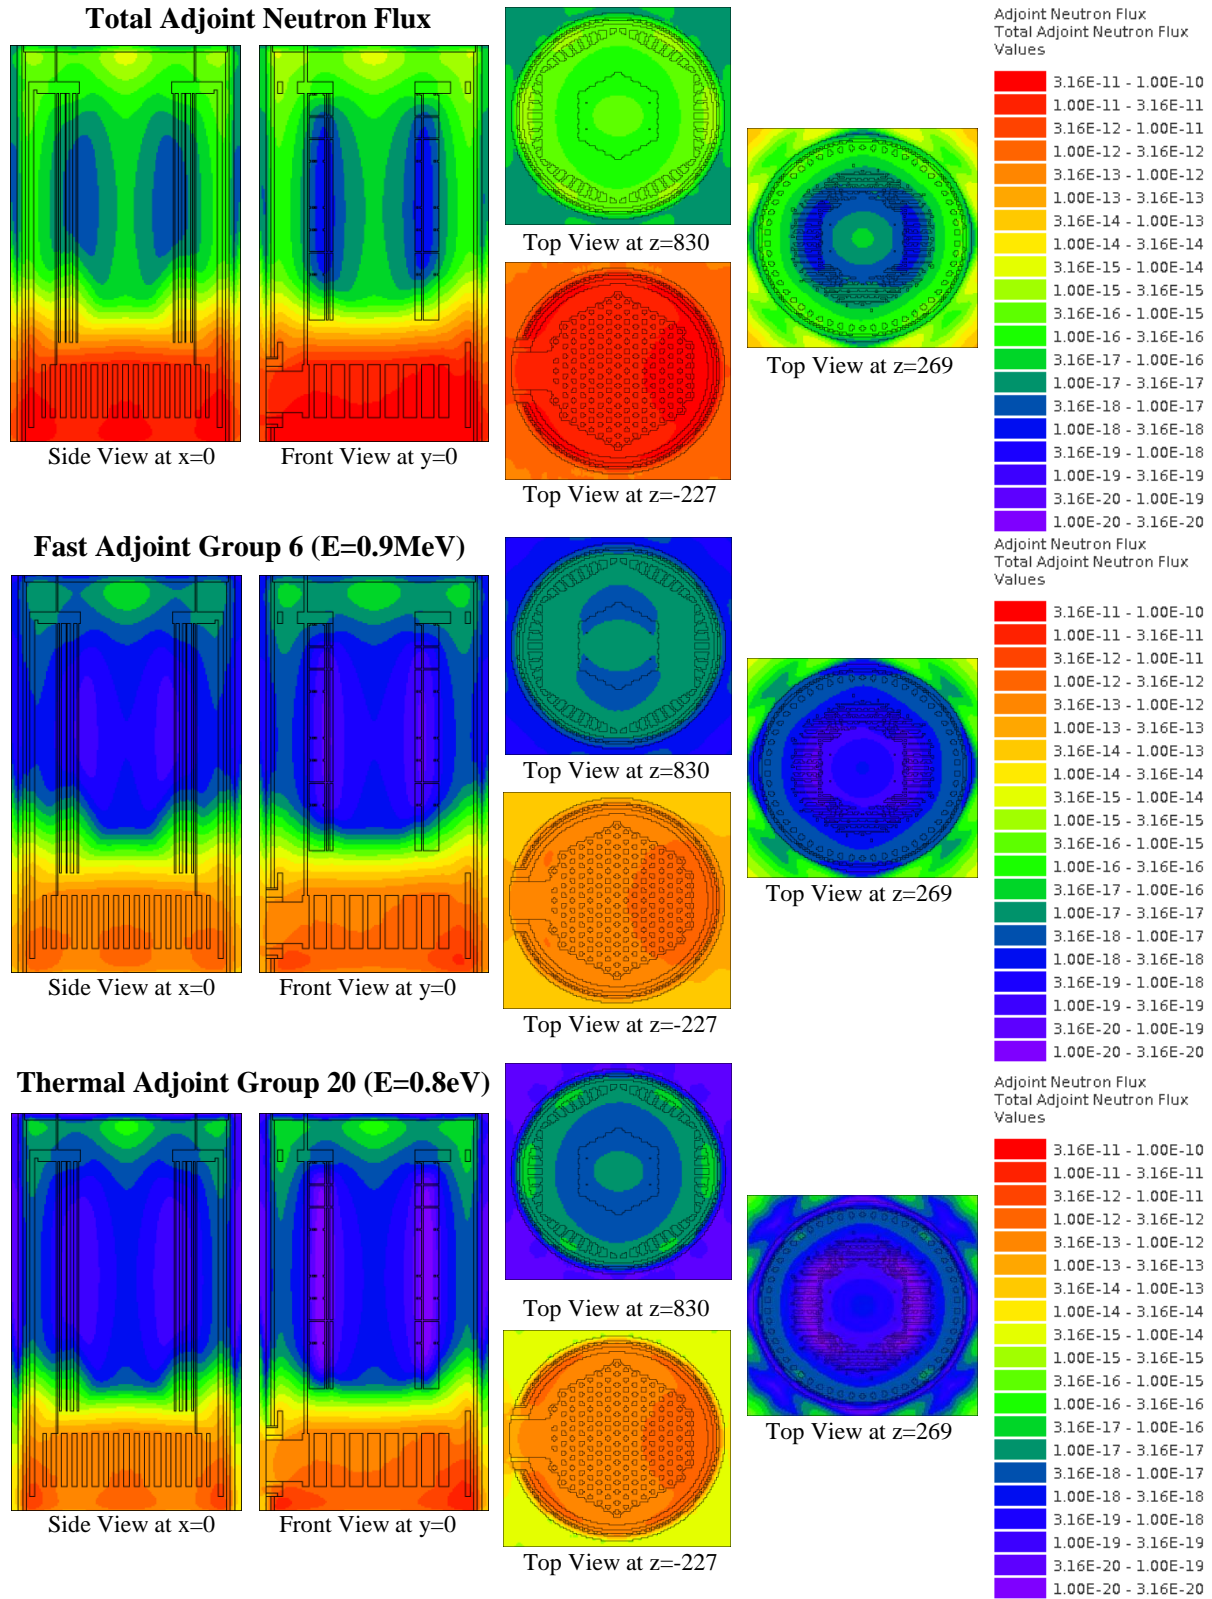 Total Adjoint Neutron Flux
Side View at x=0
Front View at y=0
Top View at z=830
Top View at z=-227
Top View at z=269
Adjoint Neutron Flux
Total Adjoint Neutron Flux
Values
3.16E-11 - 1.00E-10
1.00E-11 - 3.16E-11
3.16E-12 - 1.00E-11
1.00E-12 - 3.16E-12
3.16E-13 - 1.00E-12
1.00E-13 - 3.16E-13
3.16E-14 - 1.00E-13
1.00E-14 - 3.16E-14
3.16E-15 - 1.00E-14
1.00E-15 - 3.16E-15
3.16E-16 - 1.00E-15
1.00E-16 - 3.16E-16
3.16E-17 - 1.00E-16
1.00E-17 - 3.16E-17
3.16E-18 - 1.00E-17
1.00E-18 - 3.16E-18
3.16E-19 - 1.00E-18
1.00E-19 - 3.16E-19
3.16E-20 - 1.00E-19
1.00E-20 - 3.16E-20
Fast Adjoint Group 6 (E=0.9MeV)
Side View at x=0
Front View at y=0
Top View at z=830
Top View at z=-227
Top View at z=269
Adjoint Neutron Flux
Total Adjoint Neutron Flux
Values
3.16E-11 - 1.00E-10
1.00E-11 - 3.16E-11
3.16E-12 - 1.00E-11
1.00E-12 - 3.16E-12
3.16E-13 - 1.00E-12
1.00E-13 - 3.16E-13
3.16E-14 - 1.00E-13
1.00E-14 - 3.16E-14
3.16E-15 - 1.00E-14
1.00E-15 - 3.16E-15
3.16E-16 - 1.00E-15
1.00E-16 - 3.16E-16
3.16E-17 - 1.00E-16
1.00E-17 - 3.16E-17
3.16E-18 - 1.00E-17
1.00E-18 - 3.16E-18
3.16E-19 - 1.00E-18
1.00E-19 - 3.16E-19
3.16E-20 - 1.00E-19
1.00E-20 - 3.16E-20
Thermal Adjoint Group 20 (E=0.8eV)
Side View at x=0
Front View at y=0
Top View at z=830
Top View at z=-227
Top View at z=269
Adjoint Neutron Flux
Total Adjoint Neutron Flux
Values
3.16E-11 - 1.00E-10
1.00E-11 - 3.16E-11
3.16E-12 - 1.00E-11
1.00E-12 - 3.16E-12
3.16E-13 - 1.00E-12
1.00E-13 - 3.16E-13
3.16E-14 - 1.00E-13
1.00E-14 - 3.16E-14
3.16E-15 - 1.00E-14
1.00E-15 - 3.16E-15
3.16E-16 - 1.00E-15
1.00E-16 - 3.16E-16
3.16E-17 - 1.00E-16
1.00E-17 - 3.16E-17
3.16E-18 - 1.00E-17
1.00E-18 - 3.16E-18
3.16E-19 - 1.00E-18
1.00E-19 - 3.16E-19
3.16E-20 - 1.00E-19
1.00E-20 - 3.16E-20